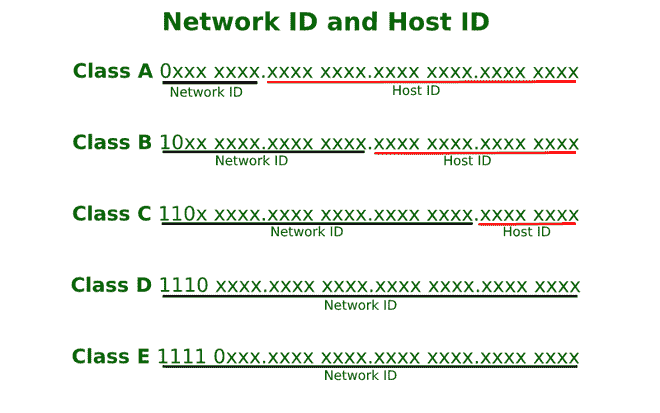 Network ID and Host ID
Class A 0xxx xxxx.xxxx xxxx.xxxx xxxx.xxxx xxxx
Network ID Host ID
Class B 10xx xxxx.xxxx xxxx.xxxx xxxx.xxxx xxxx
Network ID Host ID
Class C 110x xxxx.xxxx xxxx.xxxx xxxx.xxxx xxxx
Network ID Host ID
Class D 1110 xxxx.xxxx xxxx.xxxx xxxx.xxxx xxxx
Network ID
Class E 1111 0xxx.xxxx xxxx.xxxx xxxx.xxxx xxxx
Network ID